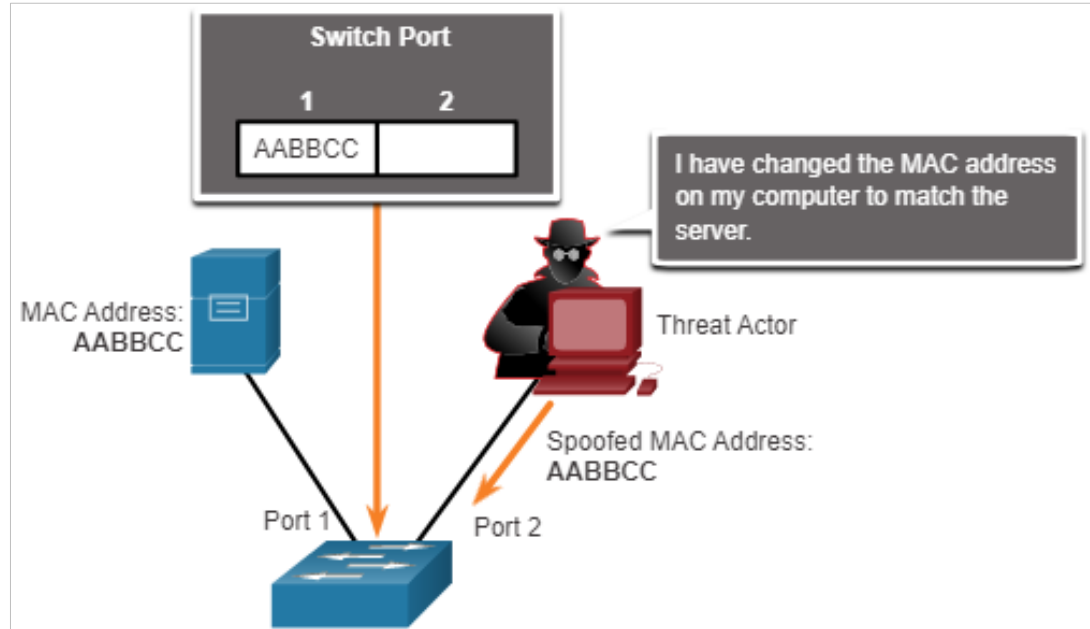 Switch Port
1 2
AABBCC
I have changed the MAC address
on my computer to match the
server.
MAC Address:
AABBCC
Threat Actor
Spoofed MAC Address:
AABBCC
Port 1
Port 2